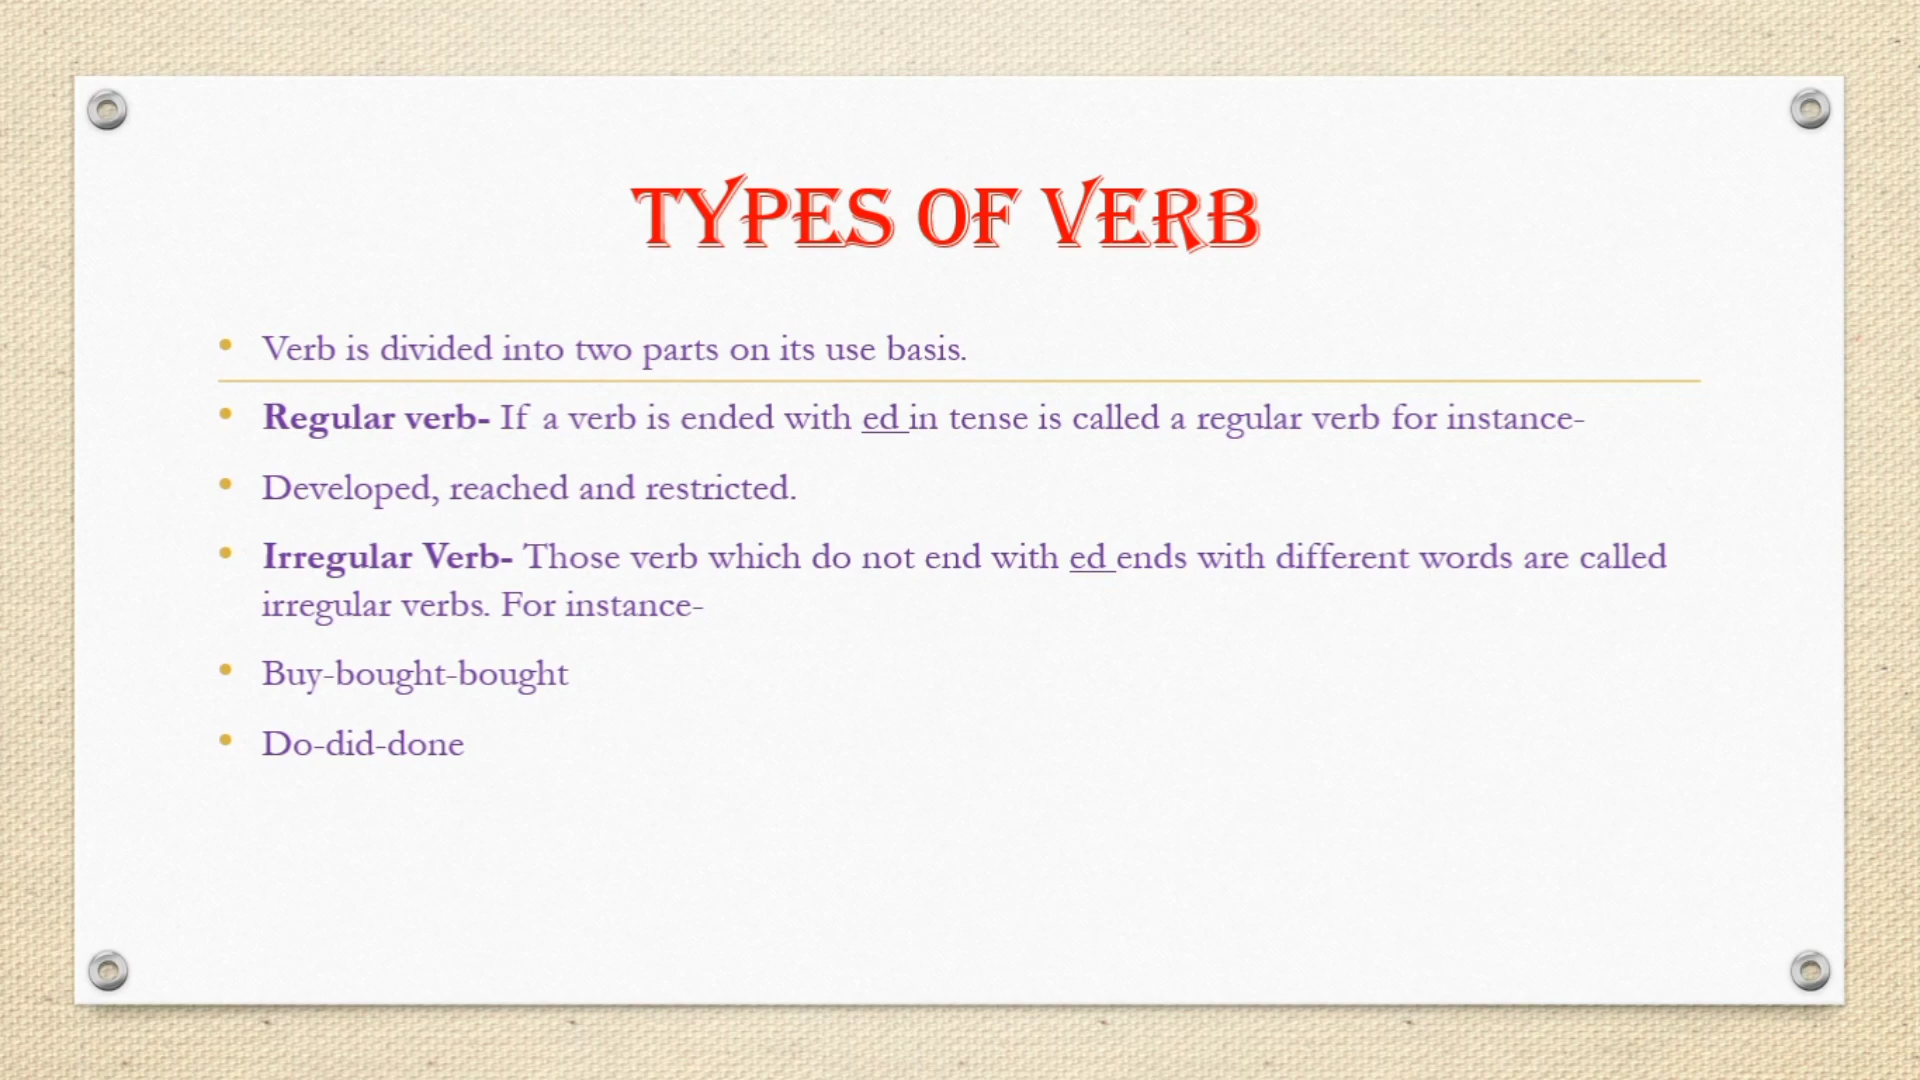 TYPES OF VERB
• Verb is divided into two parts on its use basis.
• Regular verb- If a verb is ended with ed in tense is called a regular verb for instance-
• Developed, reached and restricted.
• Irregular Verb- Those verb which do not end with ed ends with different words are called
irregular verbs. For instance-
• Buy-bought-bought
• Do-did-done